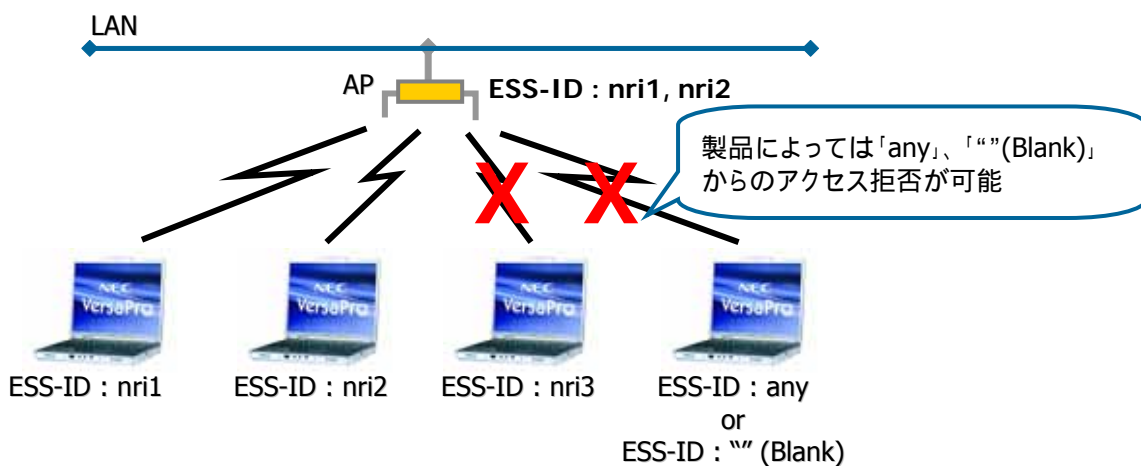 LAN
AP
ESS-ID : nri1, nri2
製品によっては「any」、「“”(Blank)」
からのアクセス拒否が可能
X X
NEC
VersaPro
NEC
VersaPro
NEC
VersaPro
NEC
VersaPro
ESS-ID : nri1
ESS-ID : nri2
ESS-ID : nri3
ESS-ID : any
or
ESS-ID : “” (Blank)